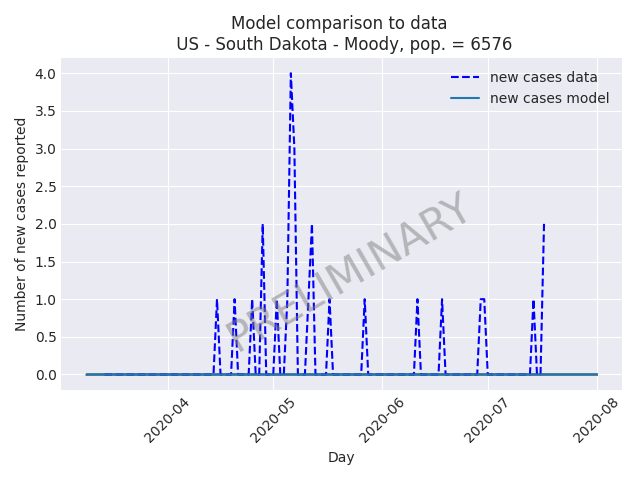 Model comparison to data
US - South Dakota - Moody, pop. = 6576
new cases data
new cases model
4.0
3.5
3.0
2.5
2.0
1.5
1.0
0.5
0.0
Number of new cases reported
PRELIMINARY
2020-04
2020-05
2020-06
2020-07
2020-08
Day